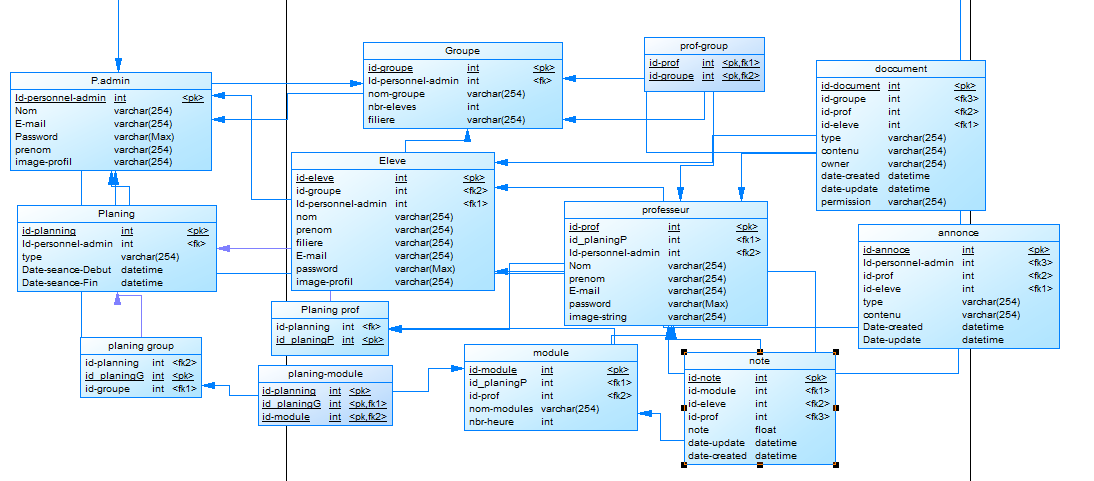 P.admin
Id-personnel-admin int <pk>
Nom varchar(254)
E-mail varchar(254)
Password varchar(Max)
prenom varchar(254)
image-profil varchar(254)
Groupe
id-groupe int <pk>
Id-personnel-admin int <fk>
nom-groupe varchar(254)
nbr-eleves int
filiere varchar(254)
prof-group
id-prof int <pk,fk1>
id-groupe int <pk,fk2>
doccument
id-document int <pk>
id-groupe int <fk3>
id-prof int <fk2>
id-eleve int <fk1>
type varchar(254)
contenu varchar(254)
owner varchar(254)
date-created datetime
date-update datetime
permission varchar(254)
Eleve
id-eleve int <pk>
id-groupe int <fk2>
Id-personnel-admin int <fk1>
nom varchar(254)
prenom varchar(254)
filiere varchar(254)
E-mail varchar(254)
password varchar(Max)
image-profil varchar(254)
Planing
id-planning int <pk>
Id-personnel-admin int <fk>
type varchar(254)
Date-seance-Debut datetime
Date-seance-Fin datetime
professeur
id-prof int <pk>
id_planingP int <fk1>
Id-personnel-admin int <fk2>
Nom varchar(254)
prenom varchar(254)
E-mail varchar(254)
password varchar(Max)
image-string varchar(254)
annonce
id-annoce int <pk>
Id-personnel-admin int <fk3>
id-prof int <fk2>
id-eleve int <fk1>
type varchar(254)
contenu varchar(254)
Date-created datetime
Date-update datetime
Planing prof
id-planning int <fk>
id_planingP int <pk>
planing group
id-planning int <fk2>
id_planingG int <pk>
id-groupe int <fk1>
planing-module
id-planning int <pk>
id_planingG int <pk,fk1>
id-module int <pk,fk2>
module
id-module int <pk>
id_planingP int <fk1>
id-prof int <fk2>
nom-modules varchar(254)
nbr-heure int
note
id-note int <pk>
id-module int <fk1>
id-eleve int <fk2>
id-prof int <fk3>
note float
date-update datetime
date-created datetime